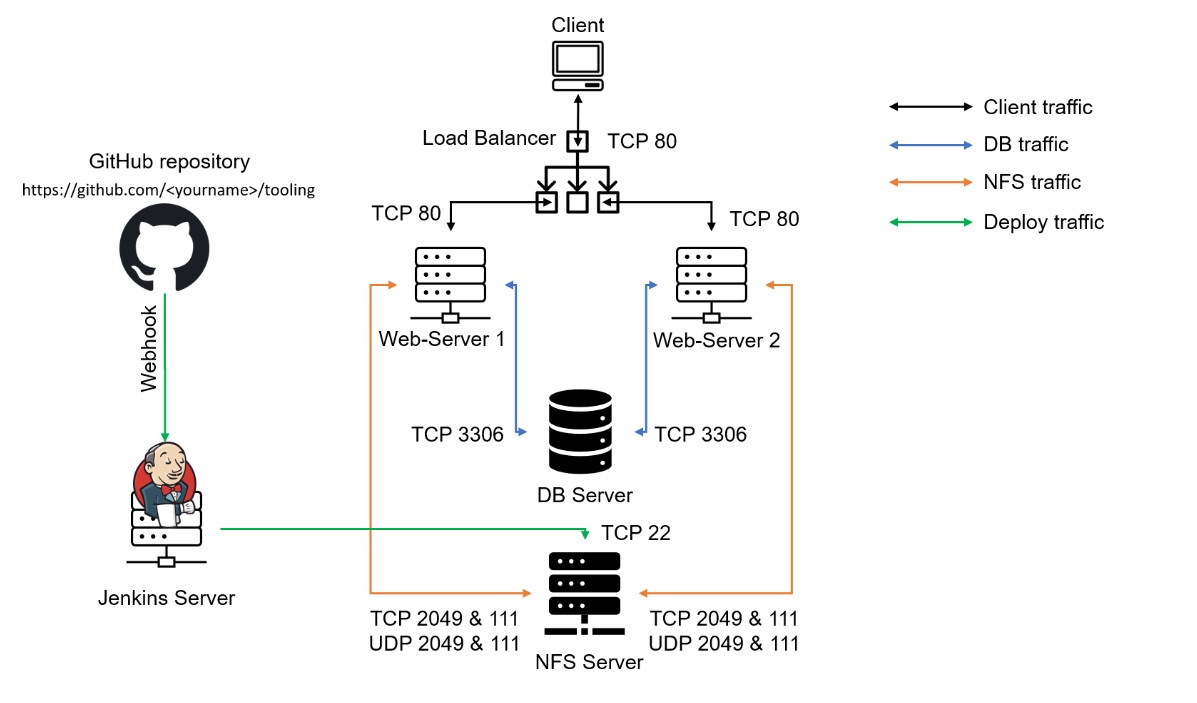 Client
Load Balancer
TCP 80
Client traffic
DB traffic
NFS traffic
Deploy traffic
GitHub repository
https://github.com/<yourname>/tooling
TCP 80
TCP 80
Webhook
Web-Server 1
Web-Server 2
TCP 3306
TCP 3306
DB Server
TCP 22
Jenkins Server
TCP 2049 & 111
UDP 2049 & 111
TCP 2049 & 111
UDP 2049 & 111
NFS Server